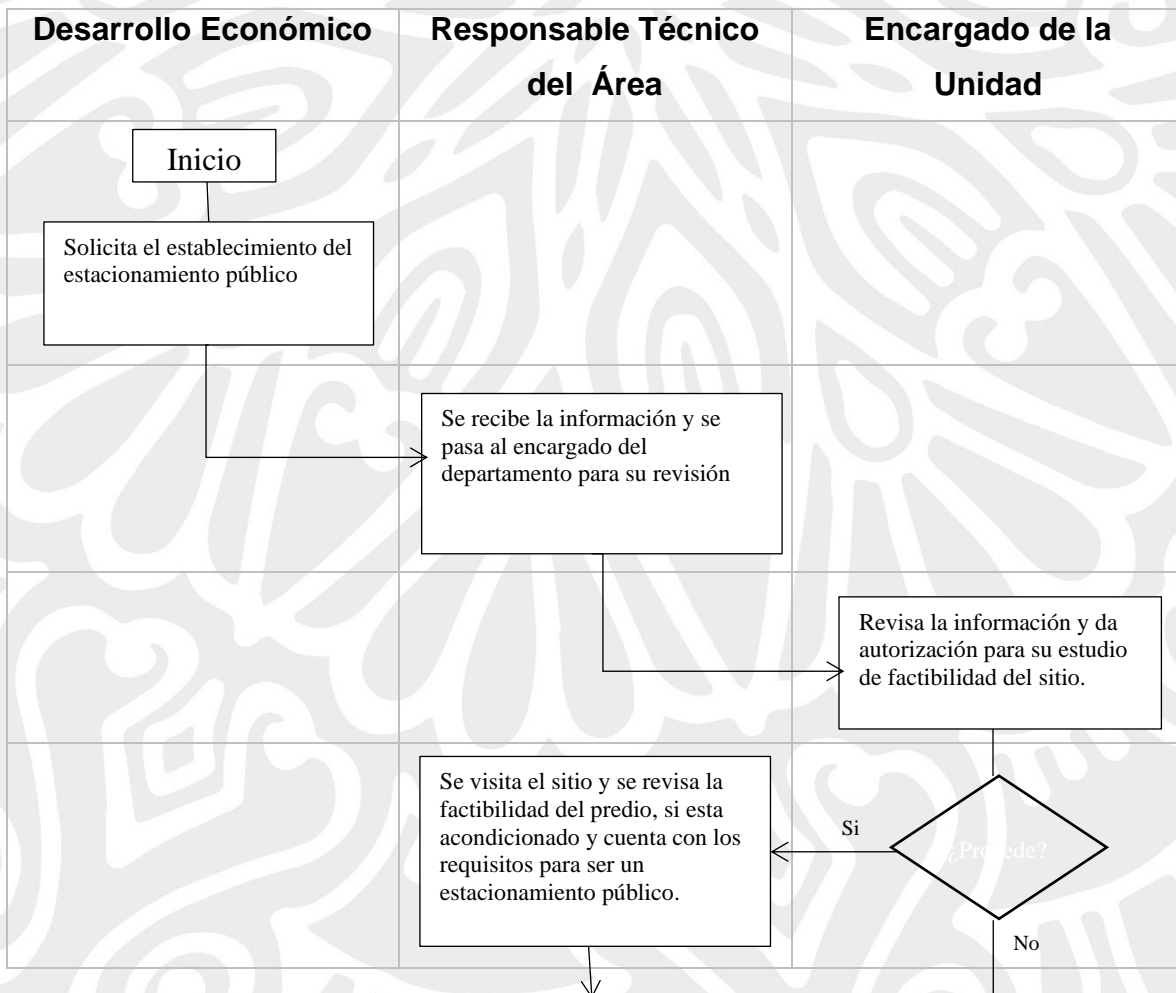 Desarrollo Económico
Responsable Técnico
del Área
Encargado de la
Unidad
Inicio
Solicita el establecimiento del
estacionamiento público
Se recibe la información y se
pasa al encargado del
departamento para su revisión
Revisa la información y da
autorización para su estudio
de factibilidad del sitio.
Se visita el sitio y se revisa la
factibilidad del predio, si esta
acondicionado y cuenta con los
requisitos para ser un
estacionamiento público.
Si
¿Procede?
No